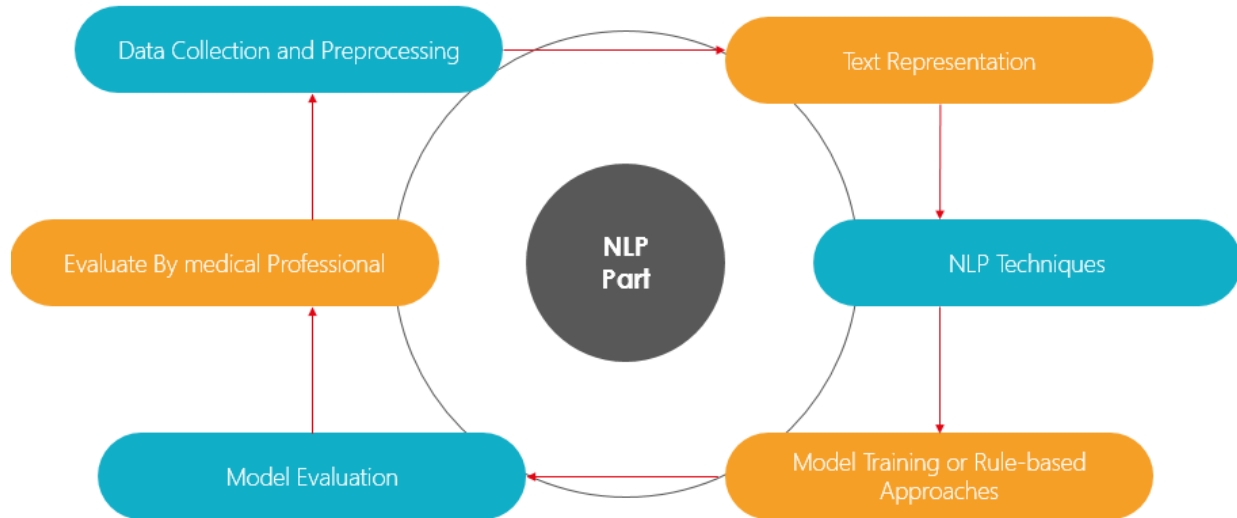 Data Collection and Preprocessing
Text Representation
NLP
Part
Evaluate By medical Professional
NLP Techniques
Model Evaluation
Model Training or Rule-based
Approaches